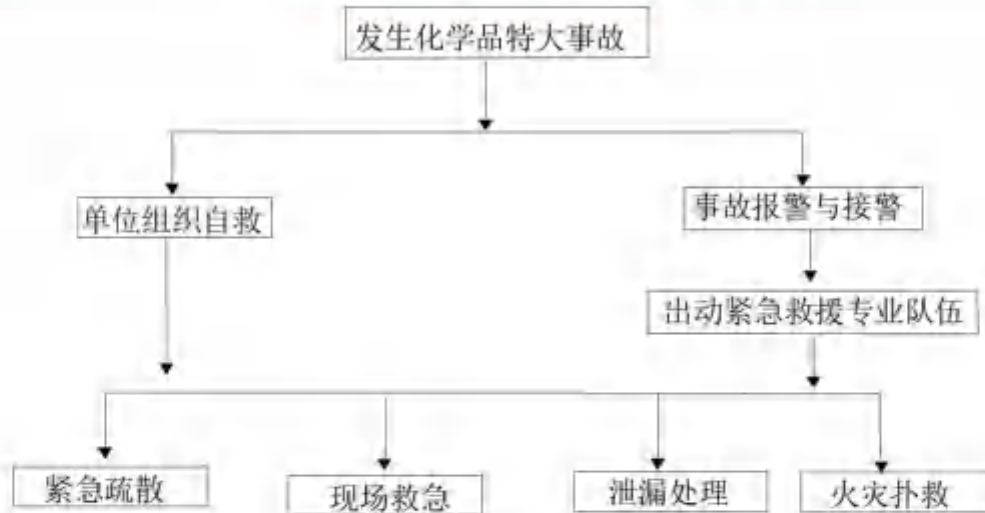 发生化学品特大事故
单位组织自救
事故报警与接警
出动紧急救援专业队伍
紧急疏散
现场救急
泄漏处理
火灾扑救